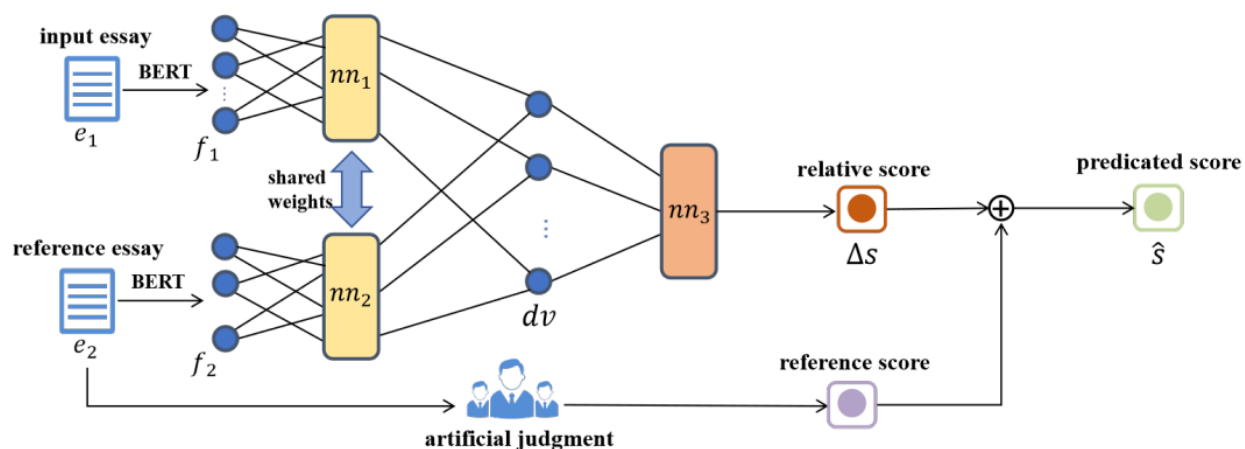 input essay
BERT
e₁
f₁
nn₁
shared
weights
reference essay
BERT
e₂
f₂
nn₂
dv
nn₃
relative score
Δs
predicated score
ŝ
reference score
artificial judgment